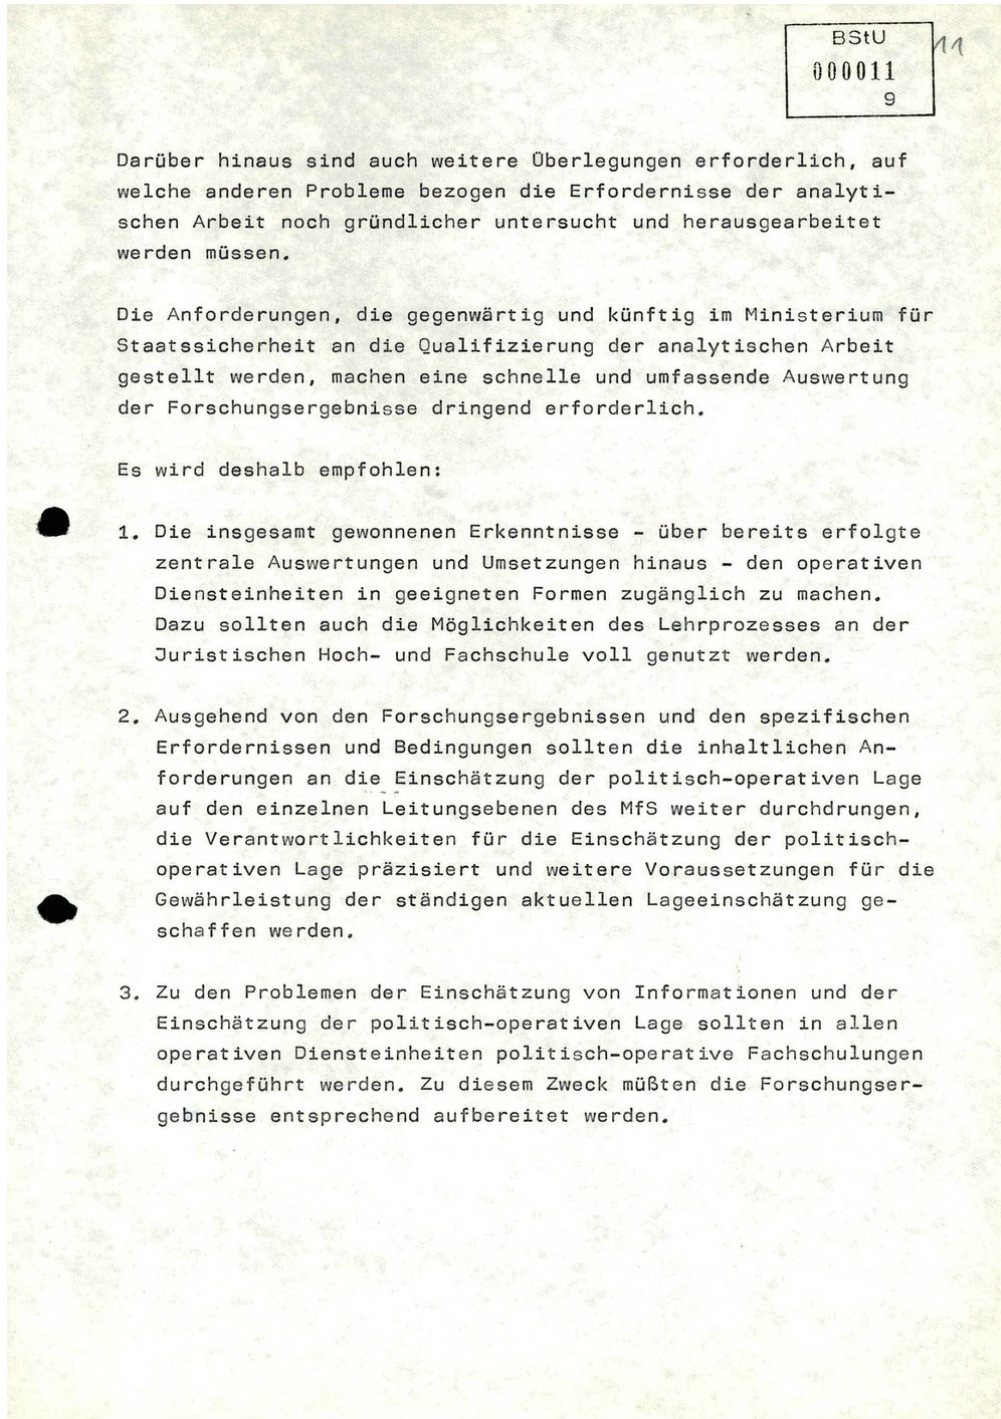 BStU
000011
9
11
Darüber hinaus sind auch weitere Überlegungen erforderlich, auf
welche anderen Probleme bezogen die Erfordernisse der analyti-
schen Arbeit noch gründlicher untersucht und herausgearbeitet
werden müssen.
Die Anforderungen, die gegenwärtig und künftig im Ministerium für
Staatssicherheit an die Qualifizierung der analytischen Arbeit
gestellt werden, machen eine schnelle und umfassende Auswertung
der Forschungsergebnisse dringend erforderlich.
Es wird deshalb empfohlen:
1. Die insgesamt gewonnenen Erkenntnisse - über bereits erfolgte
zentrale Auswertungen und Umsetzungen hinaus - den operativen
Diensteinheiten in geeigneten Formen zugänglich zu machen.
Dazu sollten auch die Möglichkeiten des Lehrprozesses an der
Juristischen Hoch- und Fachschule voll genutzt werden.
2. Ausgehend von den Forschungsergebnissen und den spezifischen
Erfordernissen und Bedingungen sollten die inhaltlichen An-
forderungen an die Einschätzung der politisch-operativen Lage
auf den einzelnen Leitungsebenen des MfS weiter durchdrungen,
die Verantwortlichkeiten für die Einschätzung der politisch-
operativen Lage präzisiert und weitere Voraussetzungen für die
Gewährleistung der ständigen aktuellen Lageeinschätzung ge-
schaffen werden.
3. Zu den Problemen der Einschätzung von Informationen und der
Einschätzung der politisch-operativen Lage sollten in allen
operativen Diensteinheiten politisch-operative Fachschulungen
durchgeführt werden. Zu diesem Zweck müßten die Forschungser-
gebnisse entsprechend aufbereitet werden.